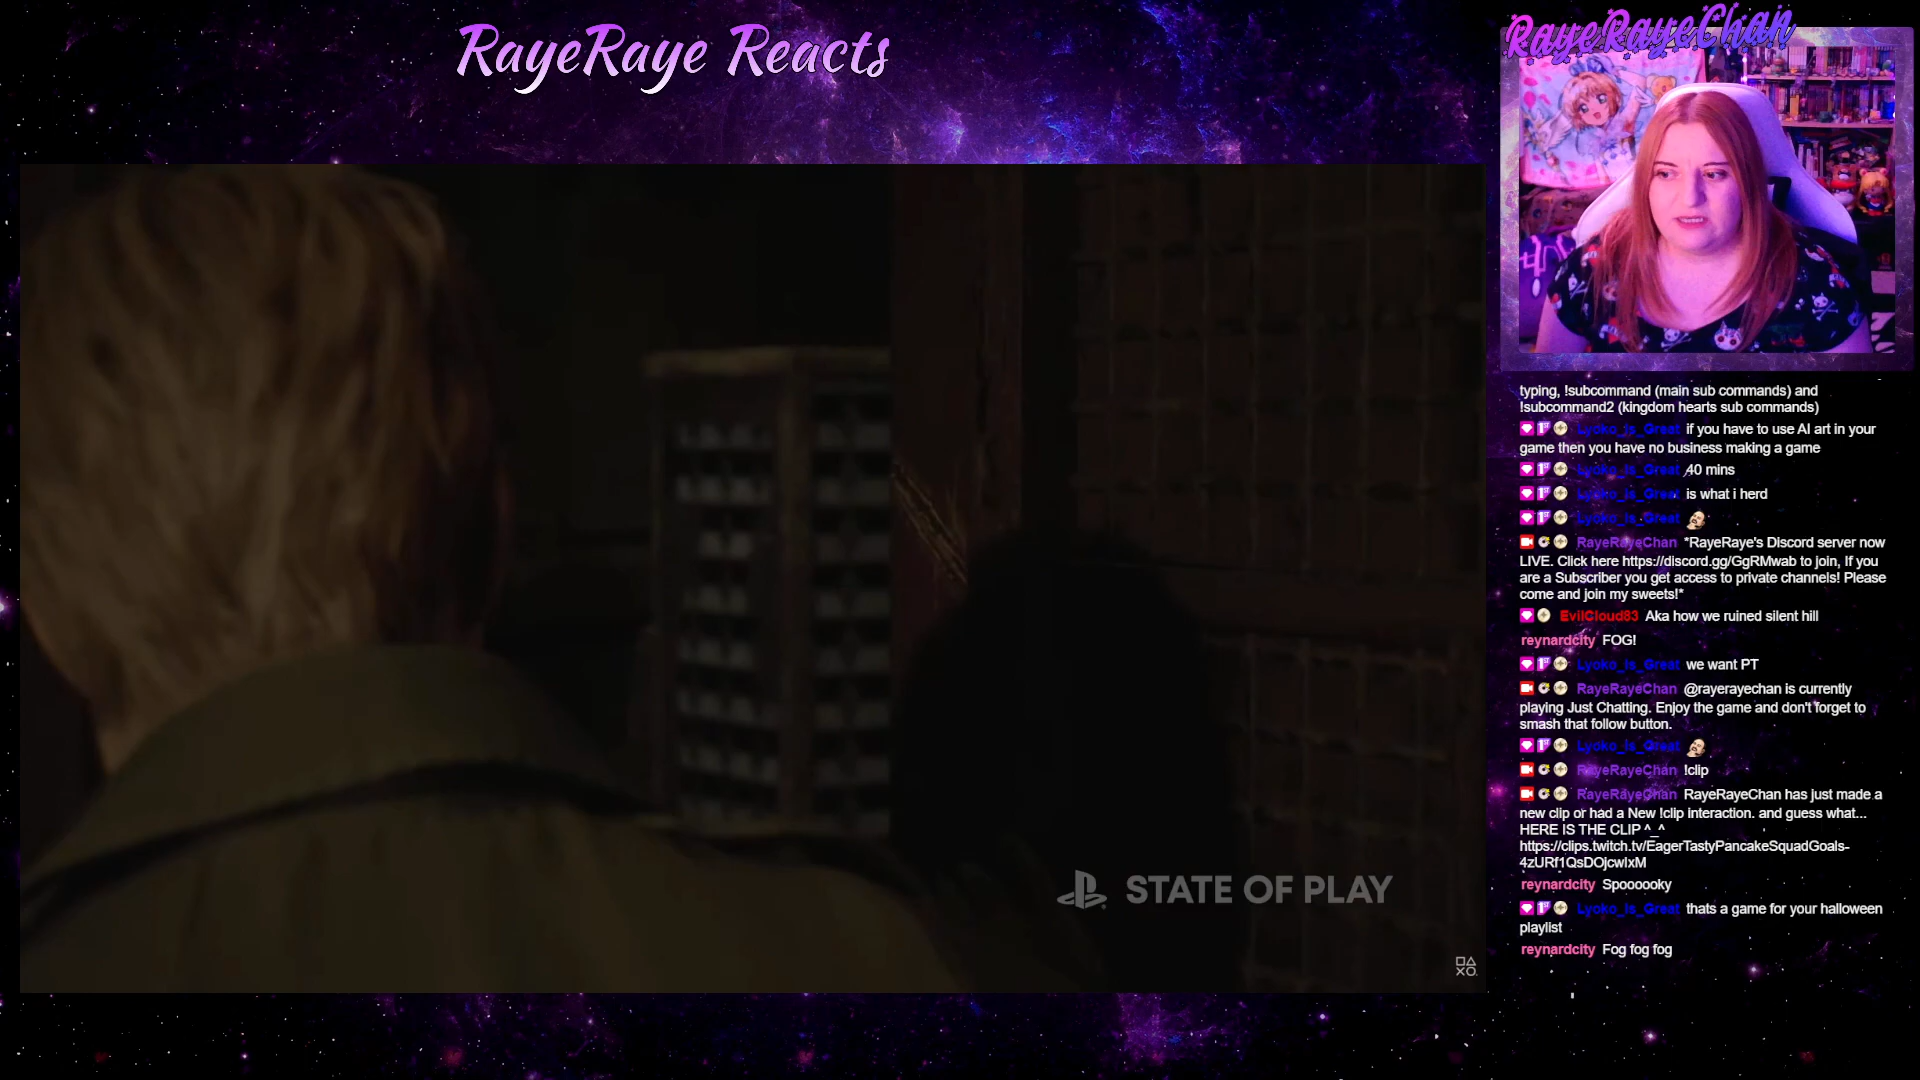 RayeRaye Reacts
RayeRayeChan
typing, !subcommand (main sub commands) and
!subcommand2 (kingdom hearts sub commands)
Lyoko_Is_Great if you have to use AI art in your
game then you have no business making a game
Lyoko_Is_Great 40 mins
Lyoko_Is_Great is what i herd
Lyoko_Is_Great
RayeRayeChan *RayeRaye's Discord server now
LIVE. Click here https://discord.gg/GgRMwab to join, If you
are a Subscriber you get access to private channels! Please
come and join my sweets!*
EvilCloud83 Aka how we ruined silent hill
reynardcity FOG!
Lyoko_Is_Great we want PT
RayeRayeChan @rayerayechan is currently
playing Just Chatting. Enjoy the game and don't forget to
smash that follow button.
Lyoko_Is_Great
RayeRayeChan !clip
RayeRayeChan RayeRayeChan has just made a
new clip or had a New !clip interaction. and guess what...
HERE IS THE CLIP ^_^
https://clips.twitch.tv/EagerTastyPancakeSquadGoals-
4zURf1QsDOjcwIxM
reynardcity Spoooooky
Lyoko_Is_Great thats a game for your halloween
playlist
reynardcity Fog fog fog
STATE OF PLAY